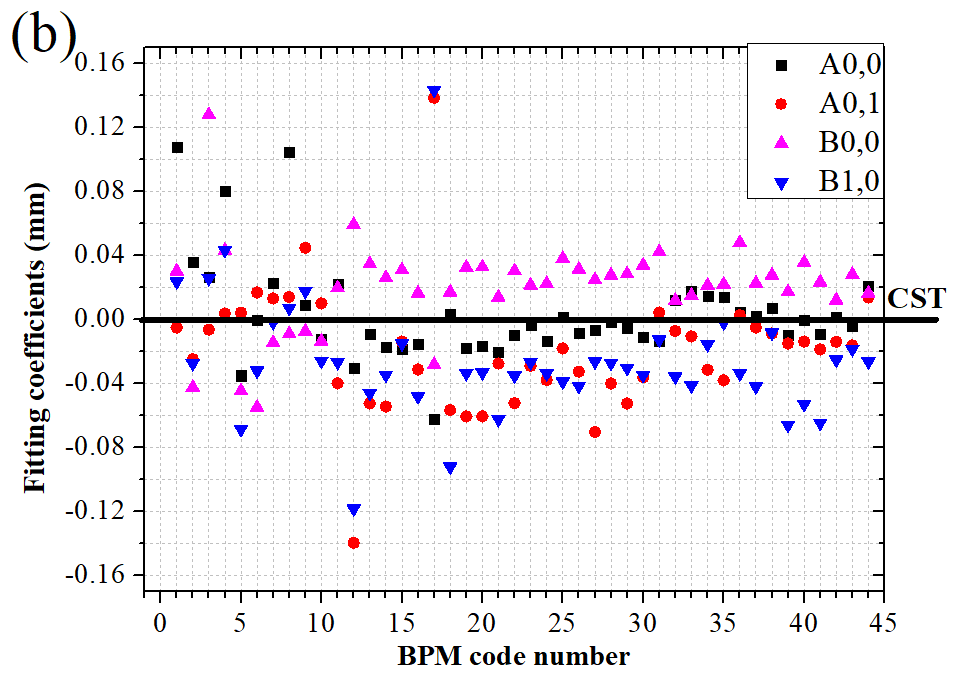 (b)
0.16
0.12
0.08
0.04
0.00
-0.04
-0.08
-0.12
-0.16
Fitting coefficients (mm)
A0,0
A0,1
B0,0
B1,0
CST
0 5 10 15 20 25 30 35 40 45
BPM code number